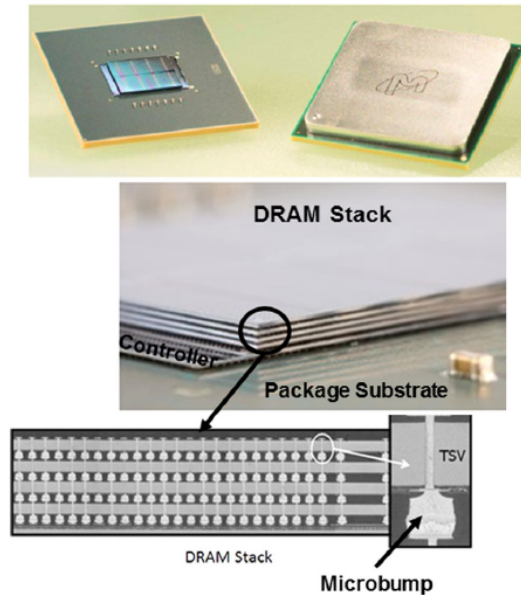 DRAM Stack
Controller
Package Substrate
TSV
DRAM Stack
Microbump